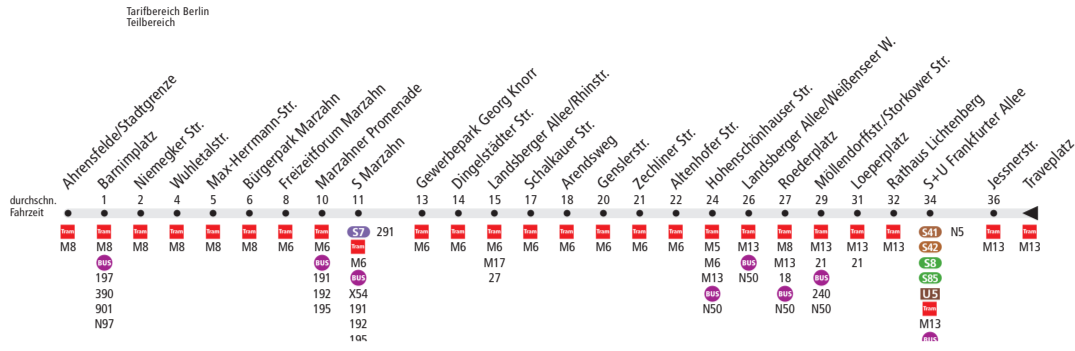 Tarifbereich Berlin
Teilbereich
Ahrensfelde/Stadtgrenze
Barnimplatz
Niemegker Str.
Wuhletalstr.
Max-Herrmann-Str.
Bürgerpark Marzahn
Freizeitforum Marzahn
Marzahner Promenade
S Marzahn
Gewerbepark Georg Knorr
Dingelstädter Str.
Landsberger Allee/Rhinstr.
Schalkauer Str.
Arendsweg
Genslerstr.
Zechliner Str.
Altenhofer Str.
Hohenschönhauser Str.
Landsberger Allee/Weißenseer W.
Roederplatz
Möllendorffstr./Storkower Str.
Loeperplatz
Rathaus Lichtenberg
S+U Frankfurter Allee
Jessnerstr.
Traveplatz
durchschn. 1 2 4 5 6 8 10 11 13 14 15 17 18 20 21 22 24 26 27 29 31 32 34 36
Fahrzeit
Tram Tram Tram Tram Tram Tram Tram Tram S7 291 Tram Tram Tram Tram Tram Tram Tram Tram Tram Tram Tram Tram Tram Tram S41 N5 Tram Tram
M8 M8 M8 M8 M8 M8 M6 M6 Tram M6 M6 M6 M6 M6 M6 M6 M6 M5 M13 M8 M13 M13 M13 S42 M13 M13
BUS BUS M6 M17 M6 BUS M13 21 21 S8
197 191 BUS 27 M13 N50 18 BUS S85
390 192 X54 BUS BUS 240 U5
901 195 191 N50 N50 N50 Tram
N97 192 M13
195 BUS